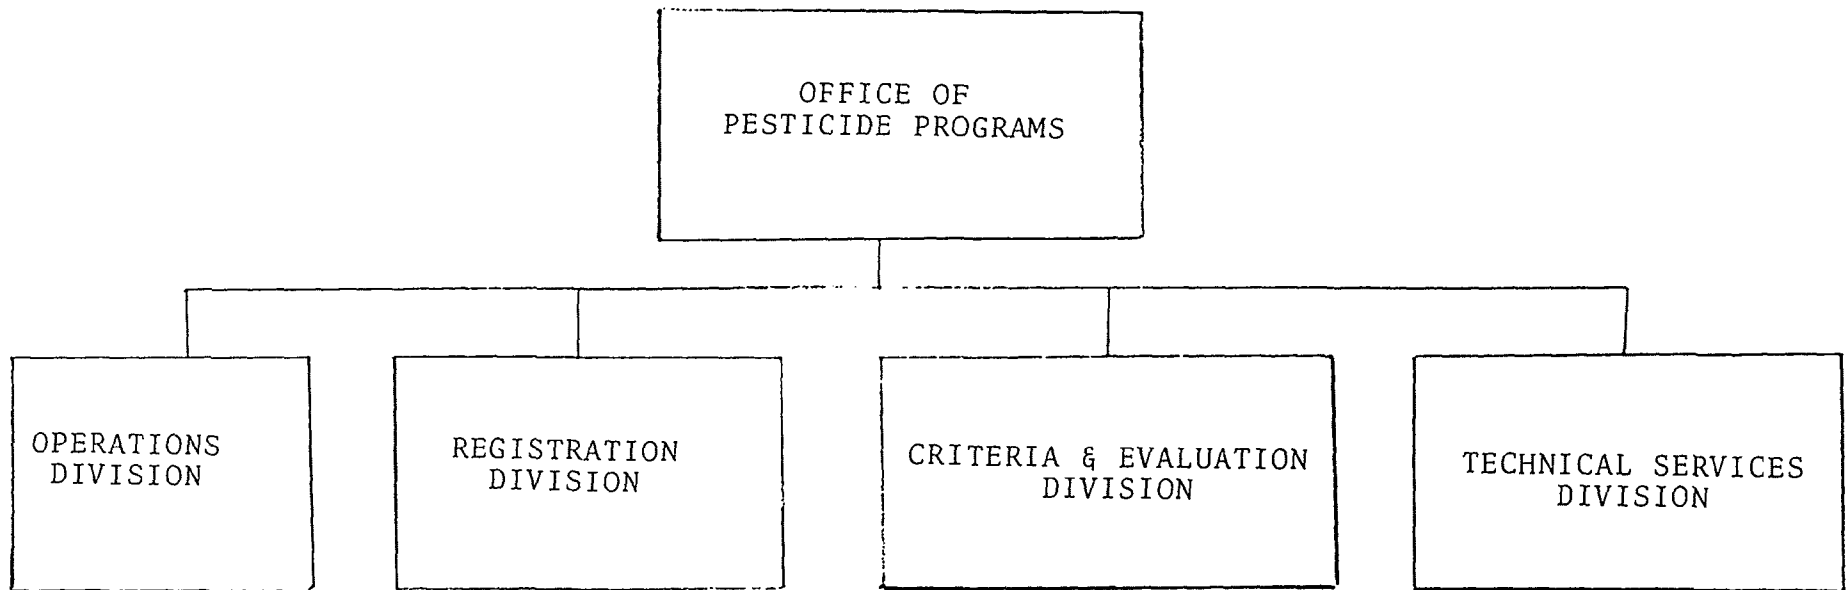 OFFICE OF
PESTICIDE PROGRAMS
OPERATIONS
DIVISION
REGISTRATION
DIVISION
CRITERIA & EVALUATION
DIVISION
TECHNICAL SERVICES
DIVISION